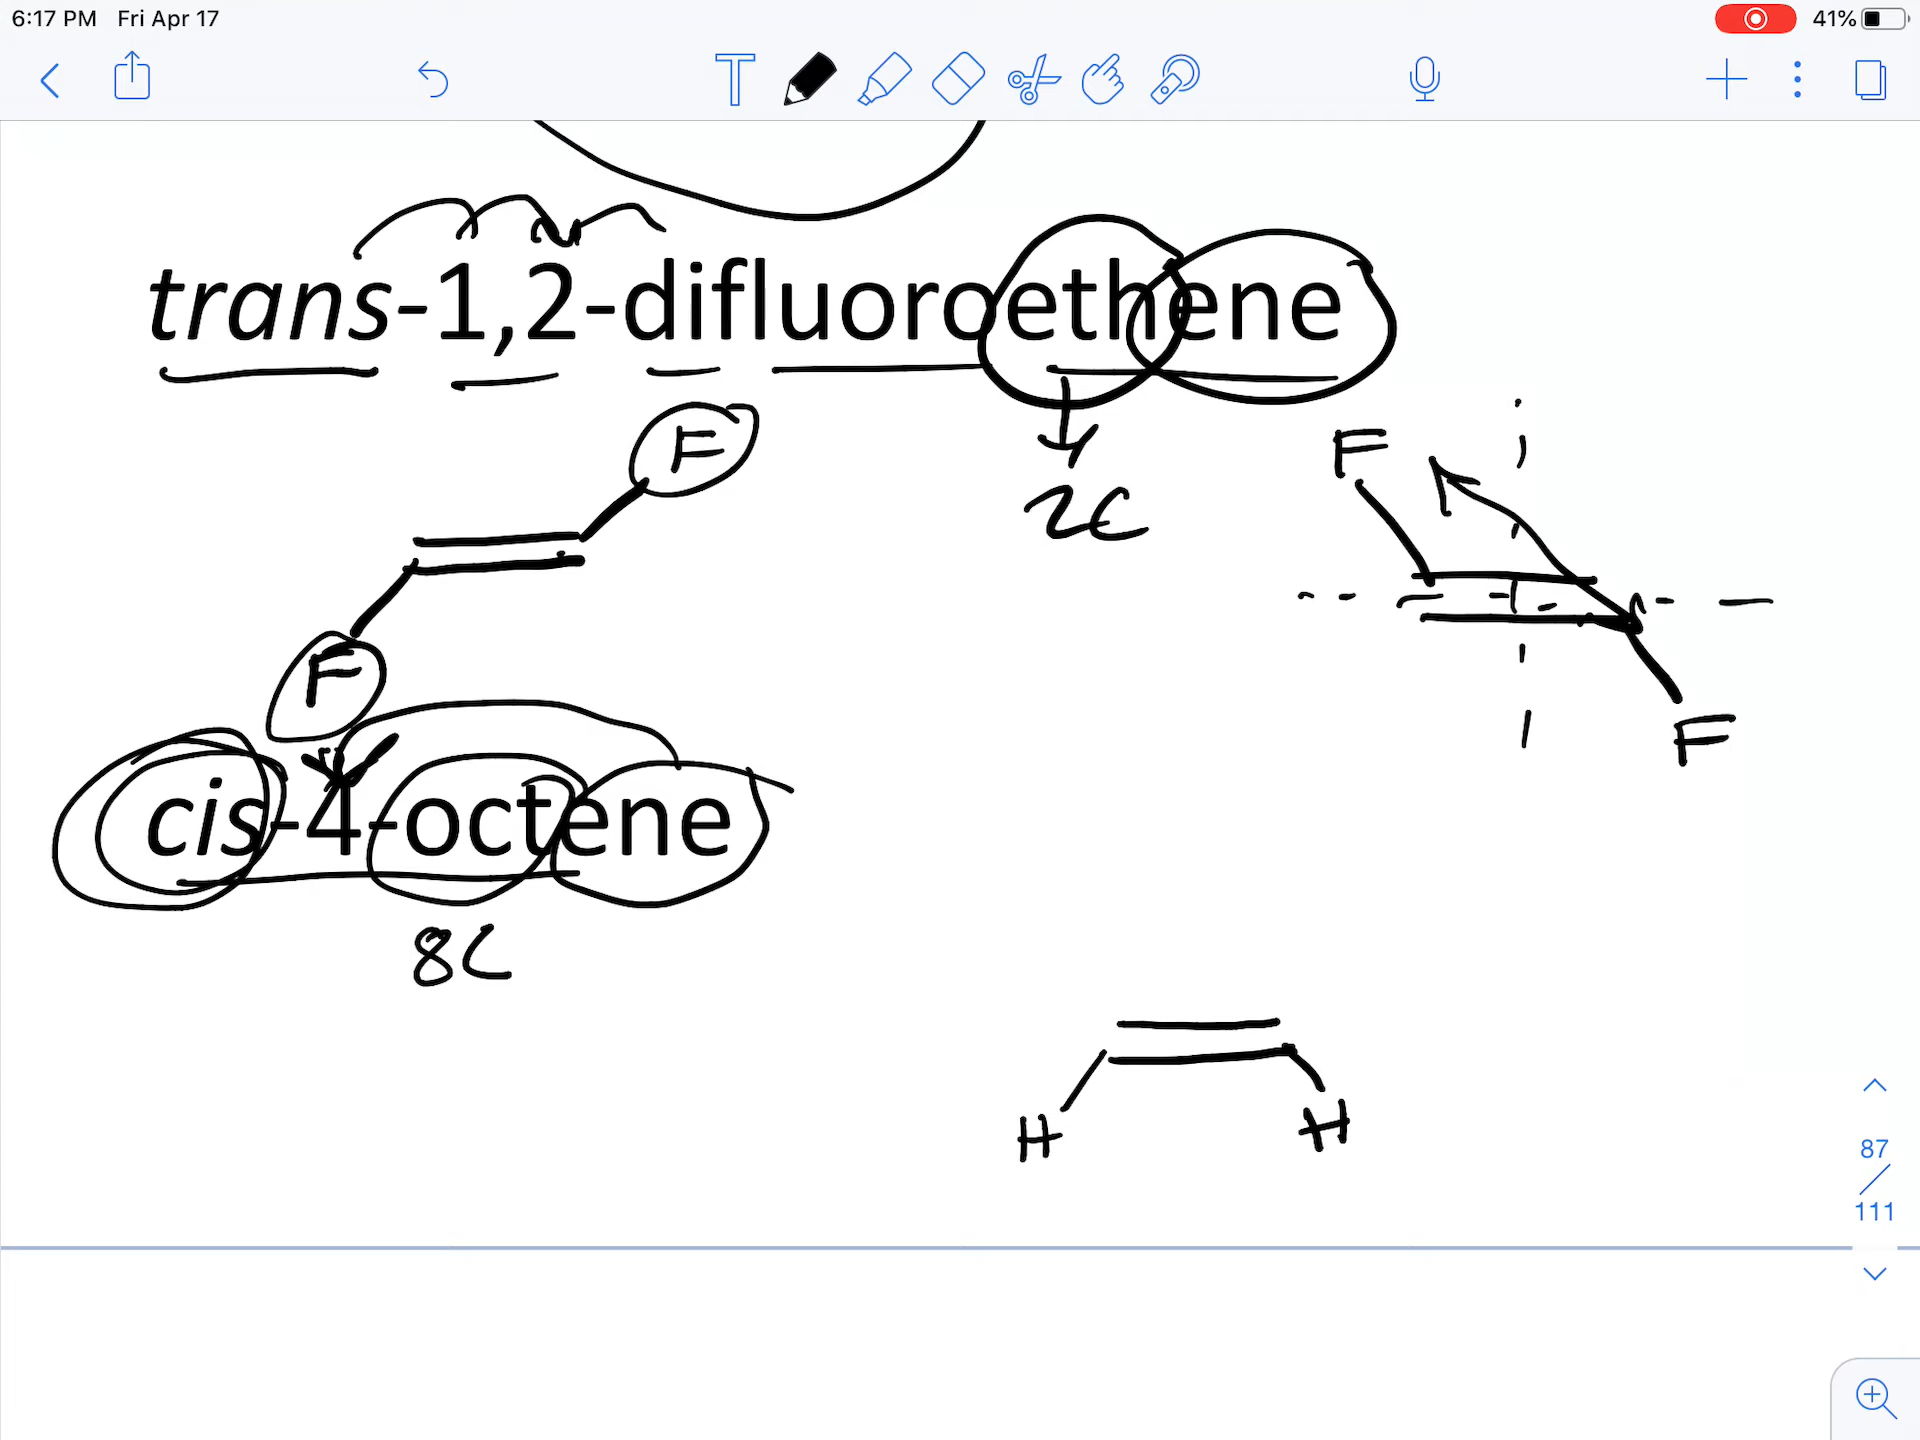 6:17 PM Fri Apr 17
41%
T
trans-1,2-difluoroethene
F
F
2C
F
F
cis-4-octene
8C
H
H
87
111